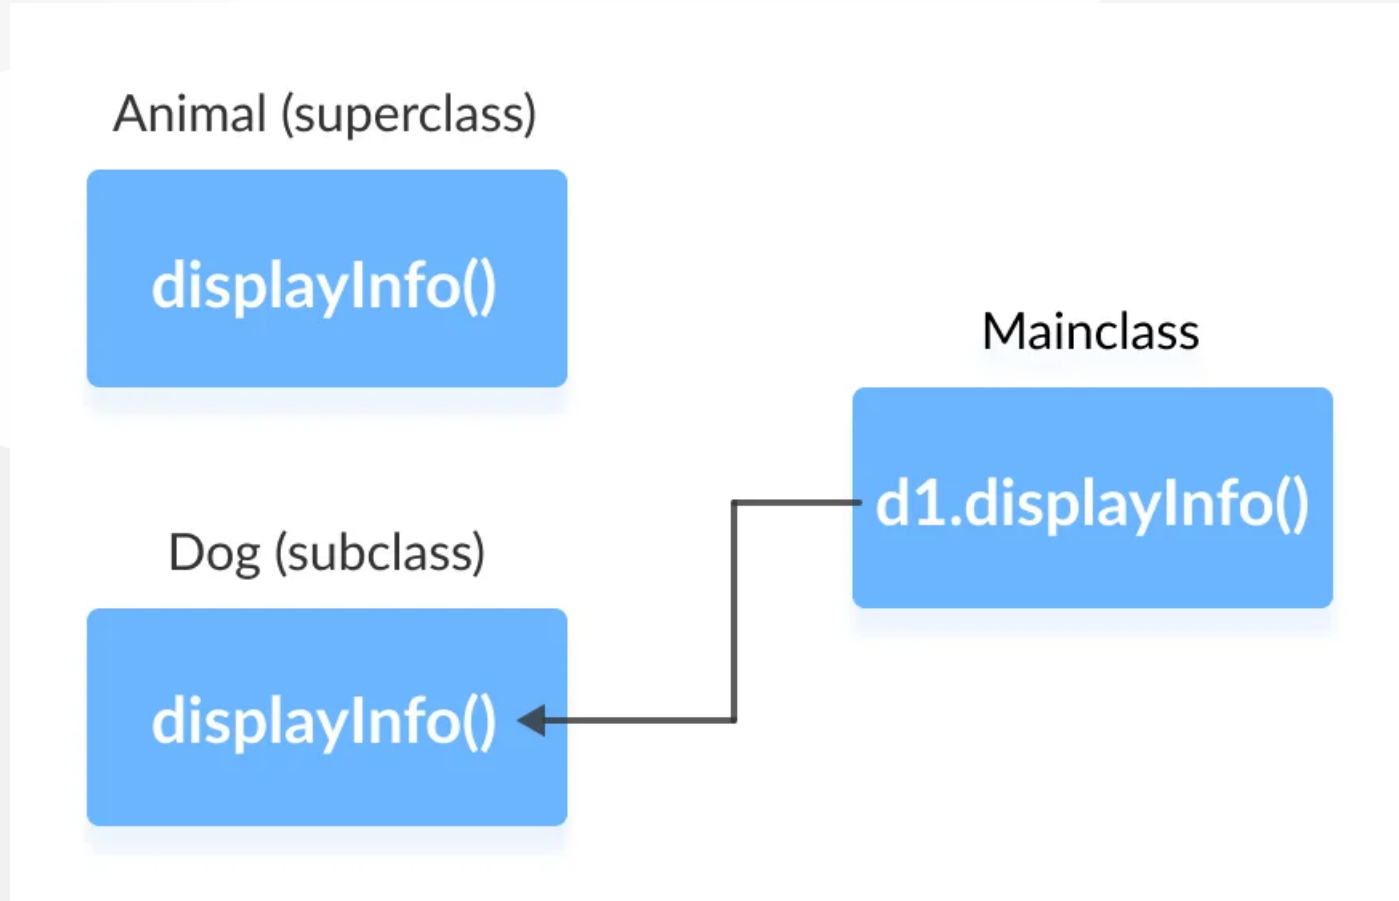 Animal (superclass)
displayInfo()
Mainclass
d1.displayInfo()
Dog (subclass)
displayInfo()